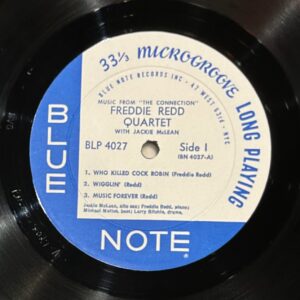 33⅓ MICROGROOVE LONG PLAYING
BLUE NOTE RECORDS INC · 47 WEST 63rd · NYC
MUSIC FROM "THE CONNECTION"
FREDDIE REDD
QUARTET
WITH JACKIE McLEAN
BLP 4027 Side 1
(BN 4027-A)
1. WHO KILLED COCK ROBIN (Freddie Redd)
2. WIGGLIN' (Redd)
3. MUSIC FOREVER (Redd)
Jackie McLean, alto sax; Freddie Redd, piano;
Michael Mattos, bass; Larry Ritchie, drums.
BLUE
NOTE
®